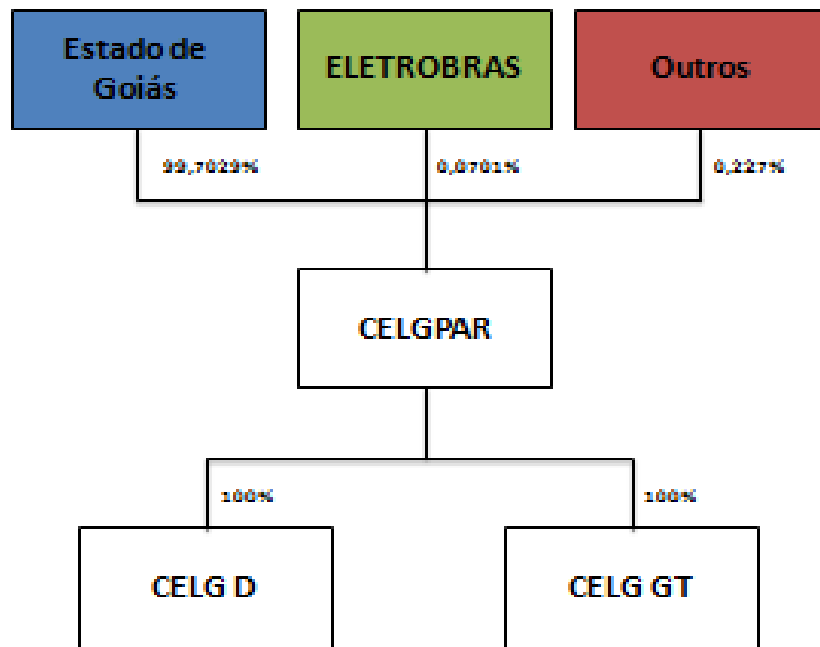 Estado de
Goiás
ELETROBRAS
Outros
99,7029%
0,0701%
0,227%
CELGPAR
100%
100%
CELG D
CELG GT